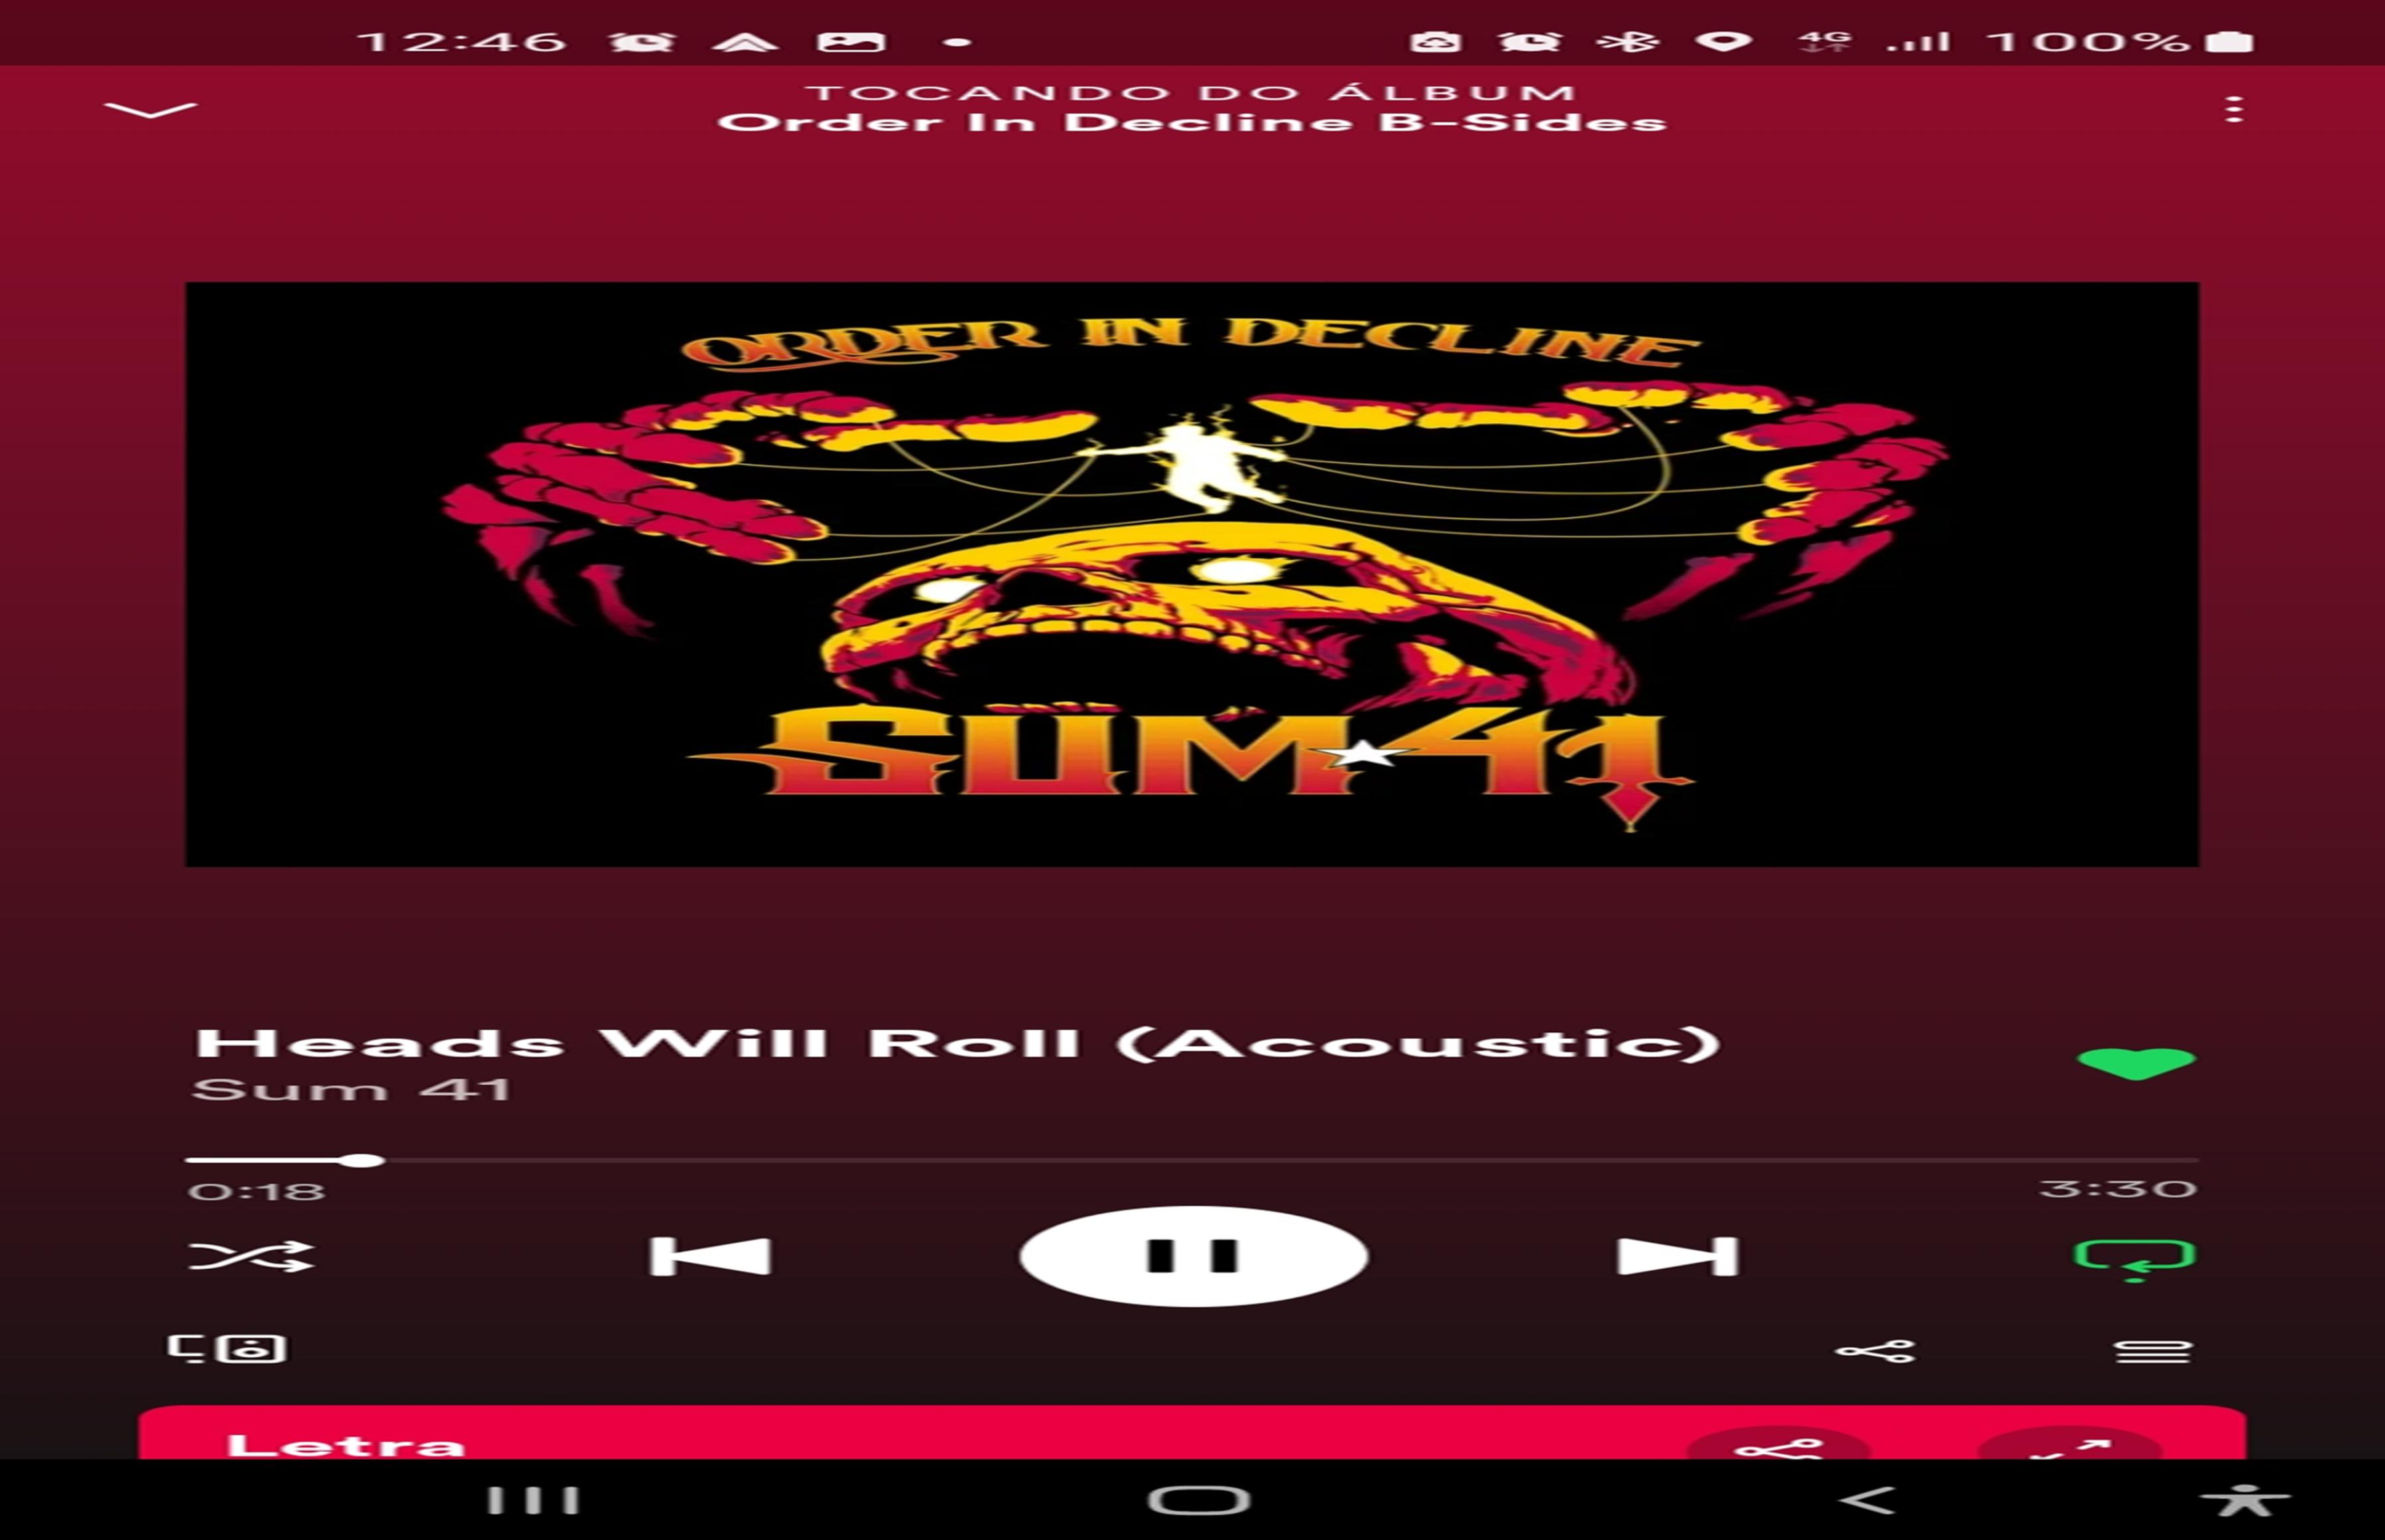 12:46 4G 100%
TOCANDO DO ÁLBUM
Order In Decline B-Sides
ORDER IN DECLINE
SUM 41
Heads Will Roll (Acoustic)
Sum 41
0:18 3:30
Letra